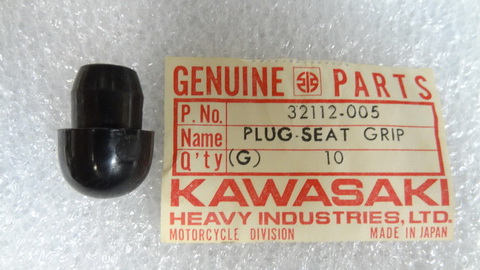 GENUINE PARTS
P. No. 32112-005
Name PLUG-SEAT GRIP
Q'ty (G) 10
KAWASAKI
HEAVY INDUSTRIES, LTD.
MOTORCYCLE DIVISION MADE IN JAPAN